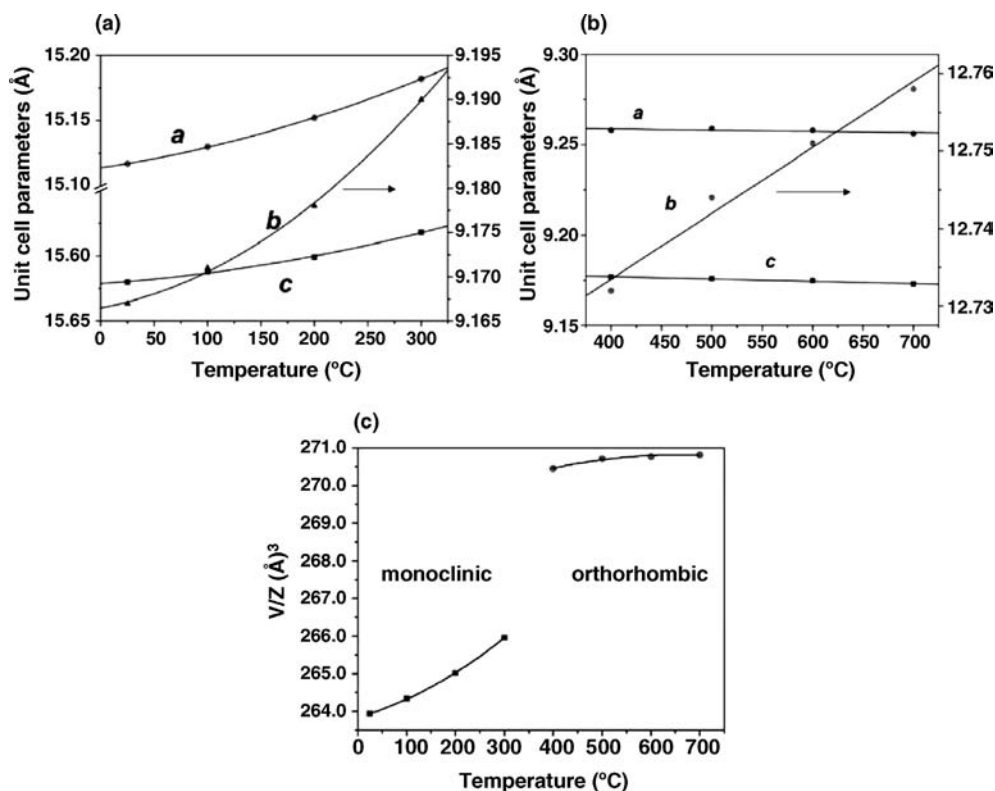 (a)
15.20
15.15
15.10
15.60
15.65
Unit cell parameters (Å)
a
b
c
9.195
9.190
9.185
9.180
9.175
9.170
9.165
0 50 100 150 200 250 300
Temperature (ºC)
(b)
9.30
9.25
9.20
9.15
Unit cell parameters (Å)
a
b
c
12.76
12.75
12.74
12.73
400 450 500 550 600 650 700
Temperature (ºC)
(c)
271.0
270.0
269.0
268.0
267.0
266.0
265.0
264.0
V/Z (Å)³
monoclinic orthorhombic
0 100 200 300 400 500 600 700
Temperature (ºC)